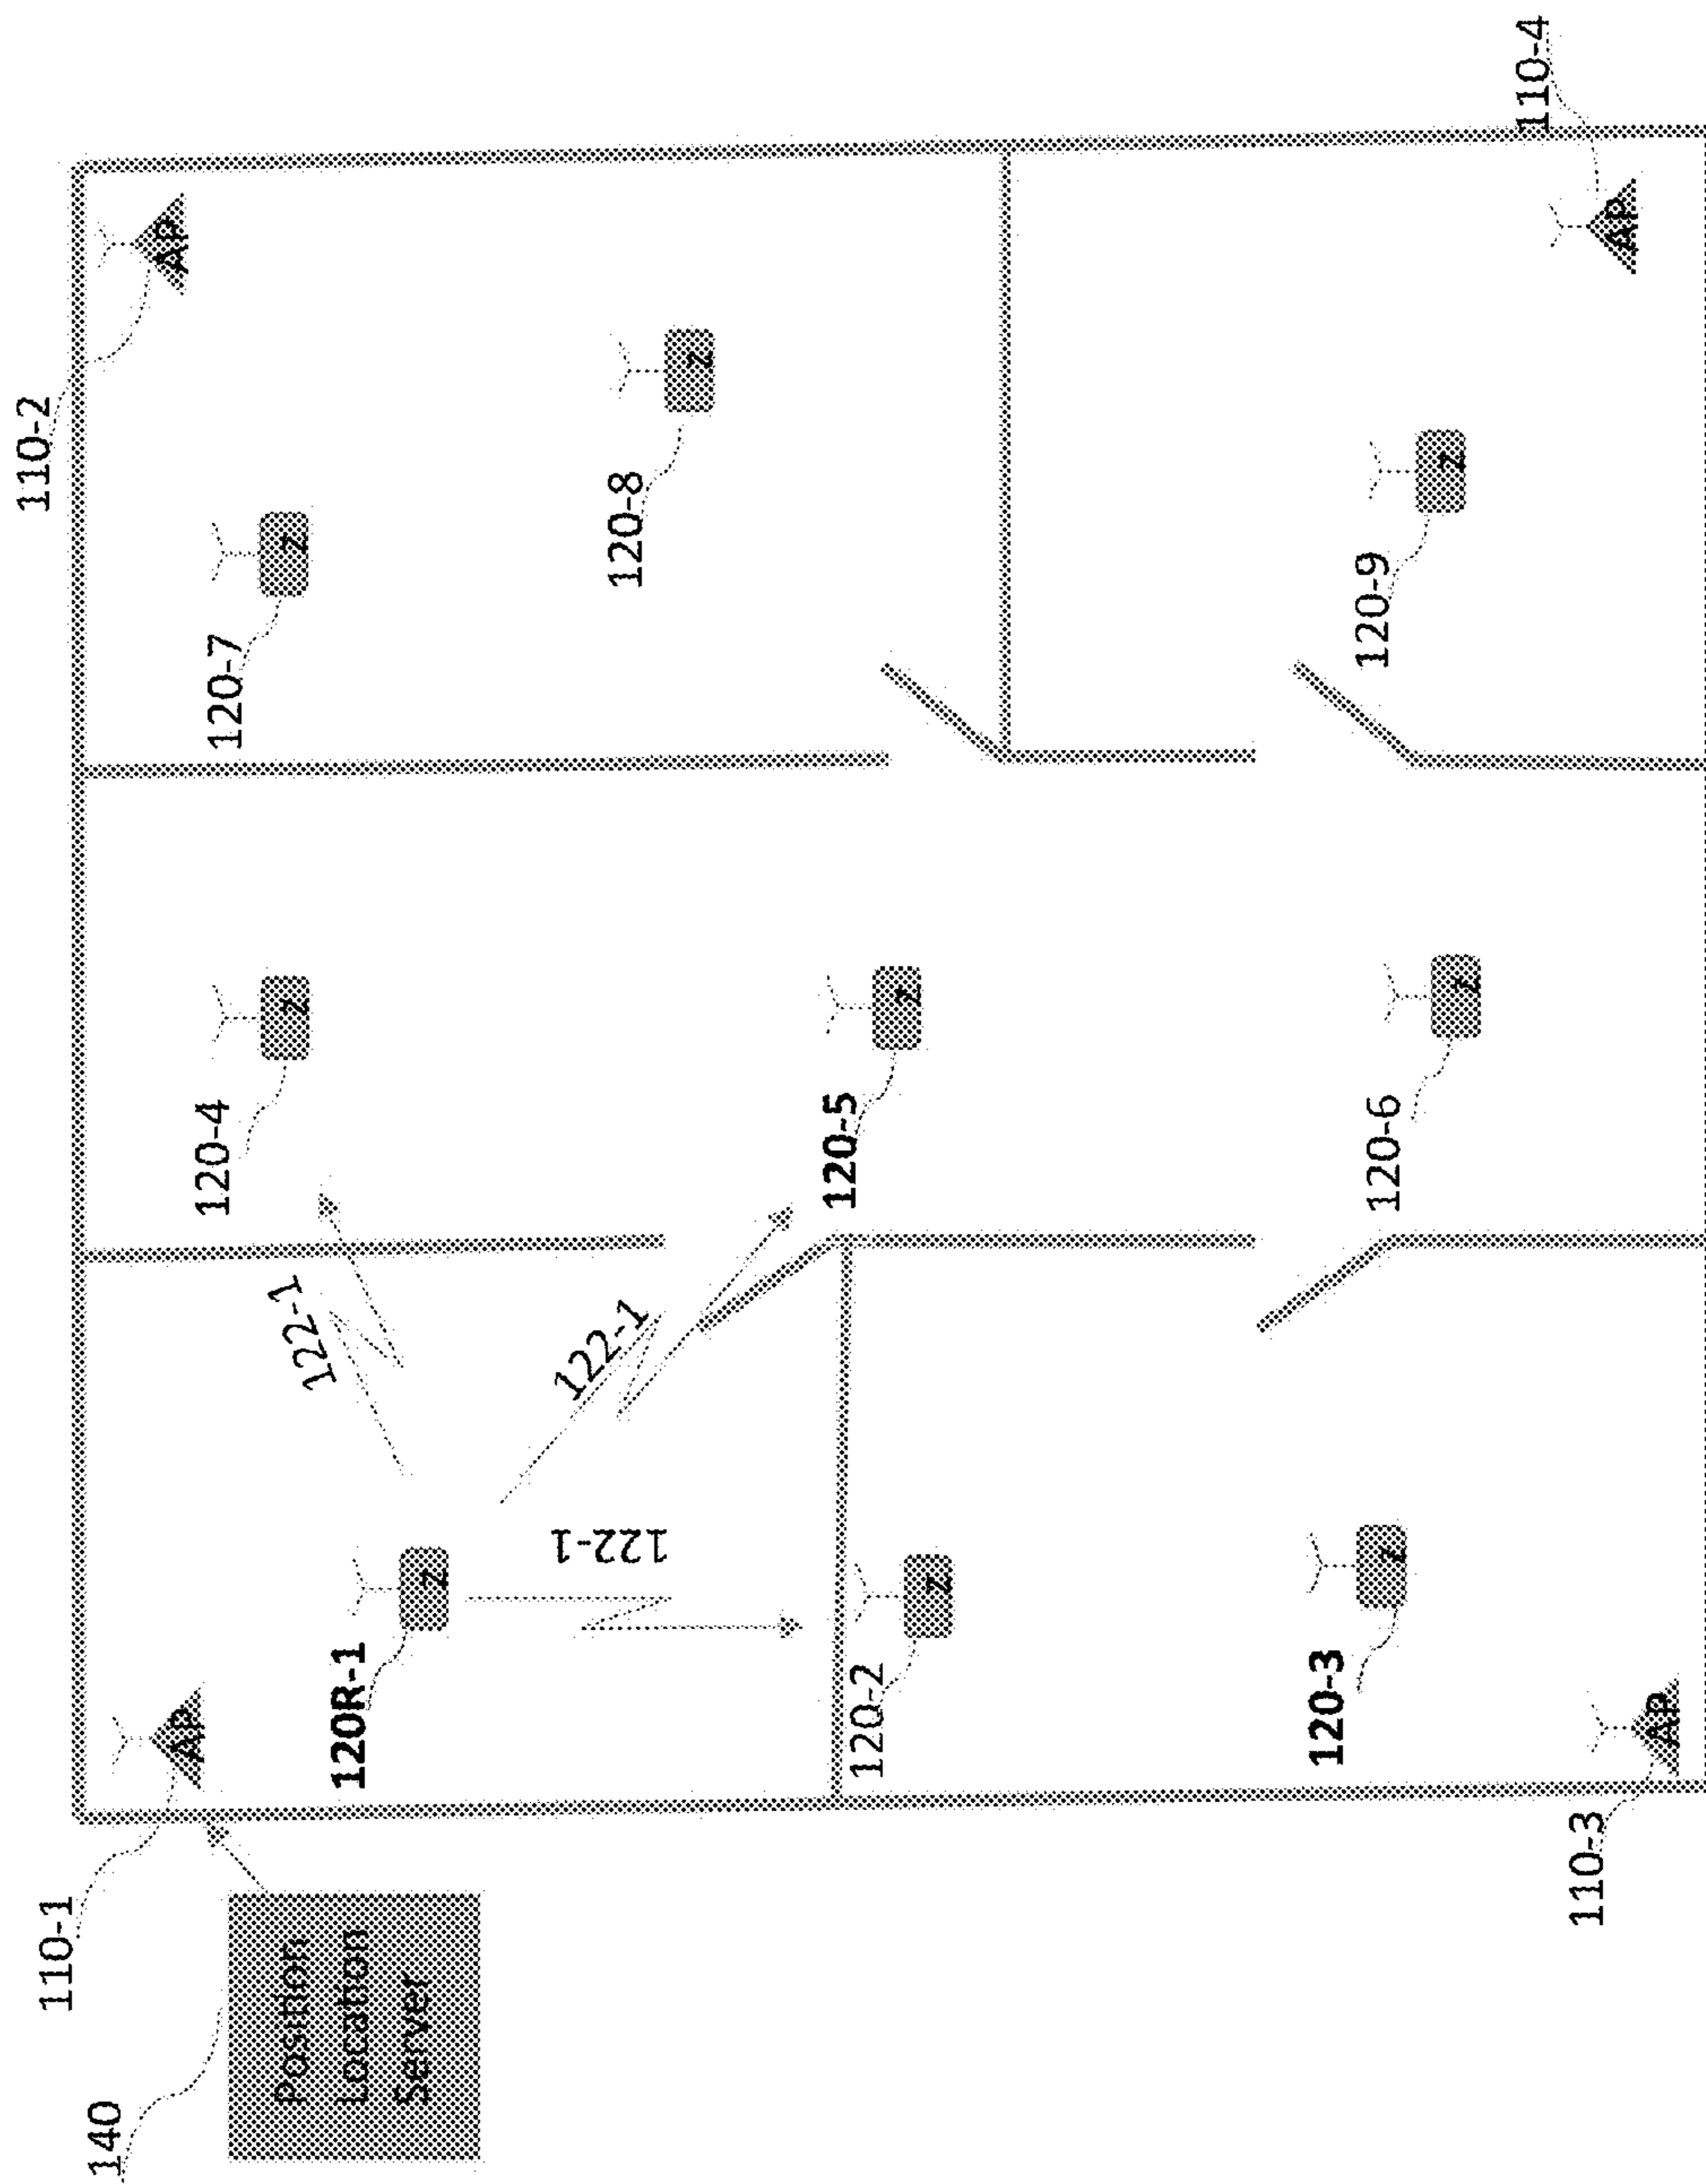 140
Position
Location
Server
110-1
AP
110-2
AP
120R-1
Z
122-1
122-1
122-1
120-4
Z
120-7
Z
120-8
Z
120-2
Z
120-5
Z
120-3
Z
120-6
Z
120-9
Z
110-3
AP
110-4
AP